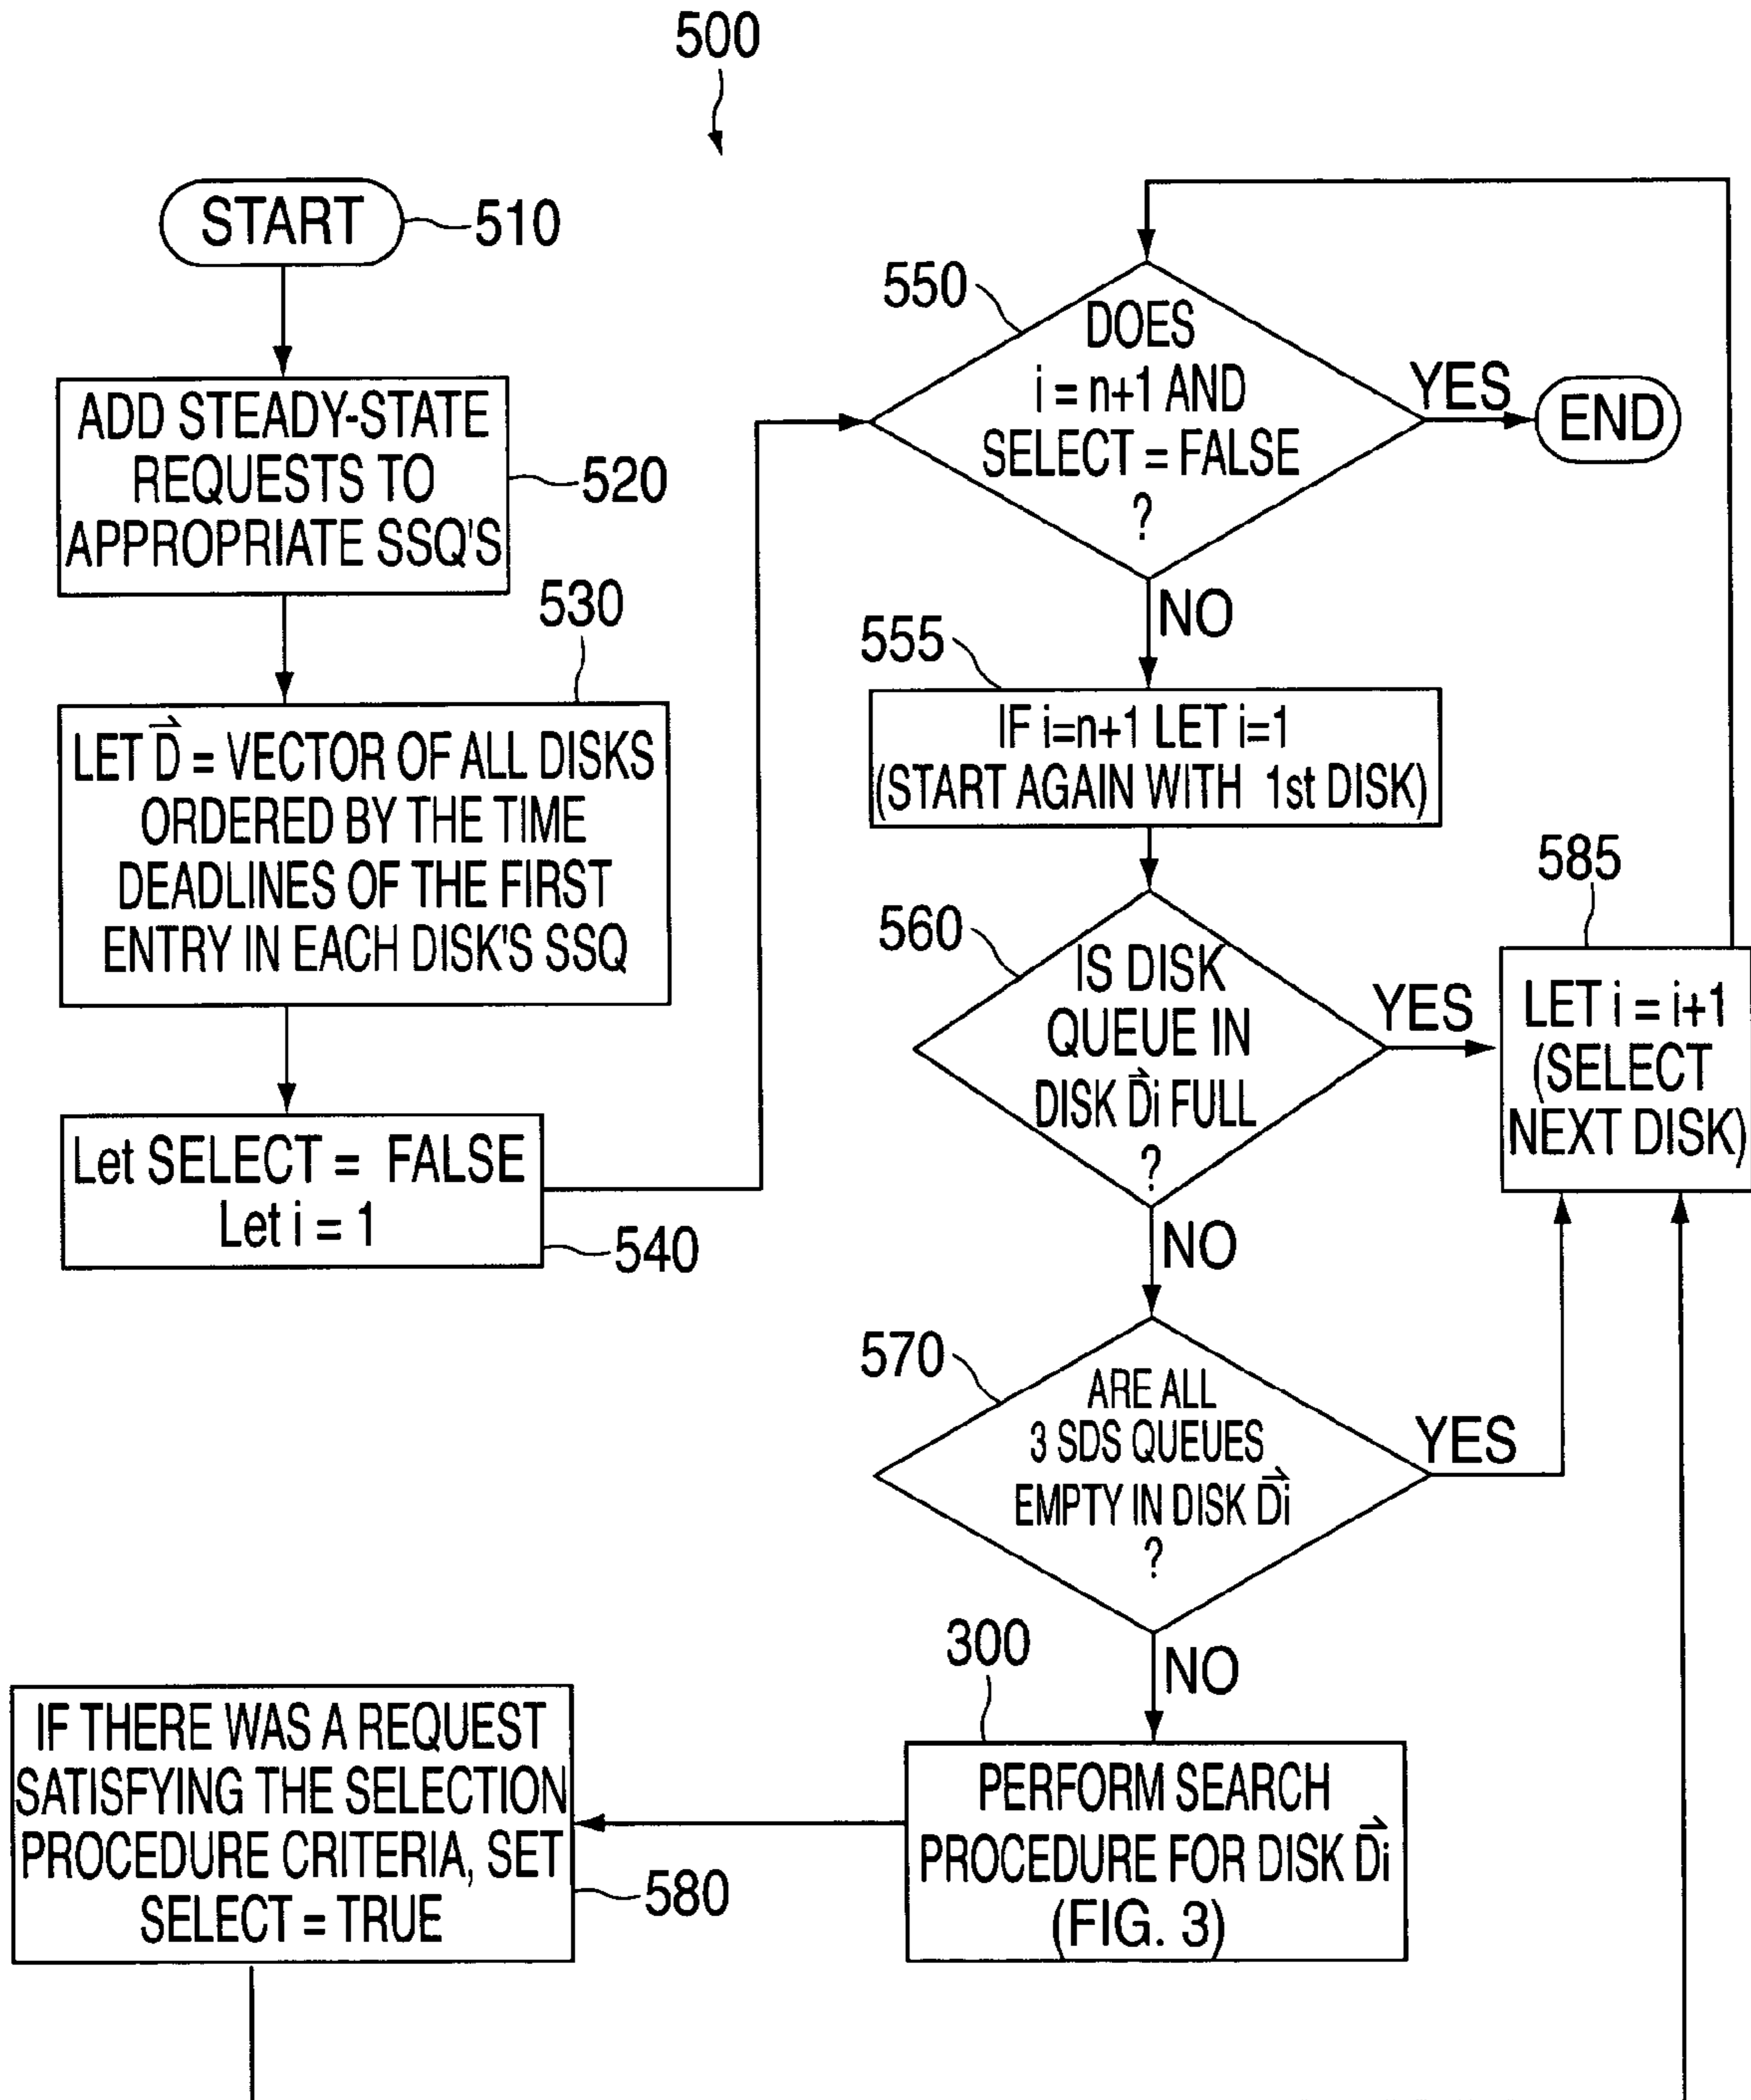 500
START
510
ADD STEADY-STATE
REQUESTS TO
APPROPRIATE SSQ'S
520
530
LET D⃗ = VECTOR OF ALL DISKS
ORDERED BY THE TIME
DEADLINES OF THE FIRST
ENTRY IN EACH DISK'S SSQ
Let SELECT = FALSE
Let i = 1
540
550
DOES
i = n+1 AND
SELECT = FALSE
?
YES
END
NO
555
IF i=n+1 LET i=1
(START AGAIN WITH 1st DISK)
560
IS DISK
QUEUE IN
DISK D⃗i FULL
?
YES
585
LET i = i+1
(SELECT
NEXT DISK)
NO
570
ARE ALL
3 SDS QUEUES
EMPTY IN DISK D⃗i
?
YES
NO
300
PERFORM SEARCH
PROCEDURE FOR DISK D⃗i
(FIG. 3)
IF THERE WAS A REQUEST
SATISFYING THE SELECTION
PROCEDURE CRITERIA, SET
SELECT = TRUE
580